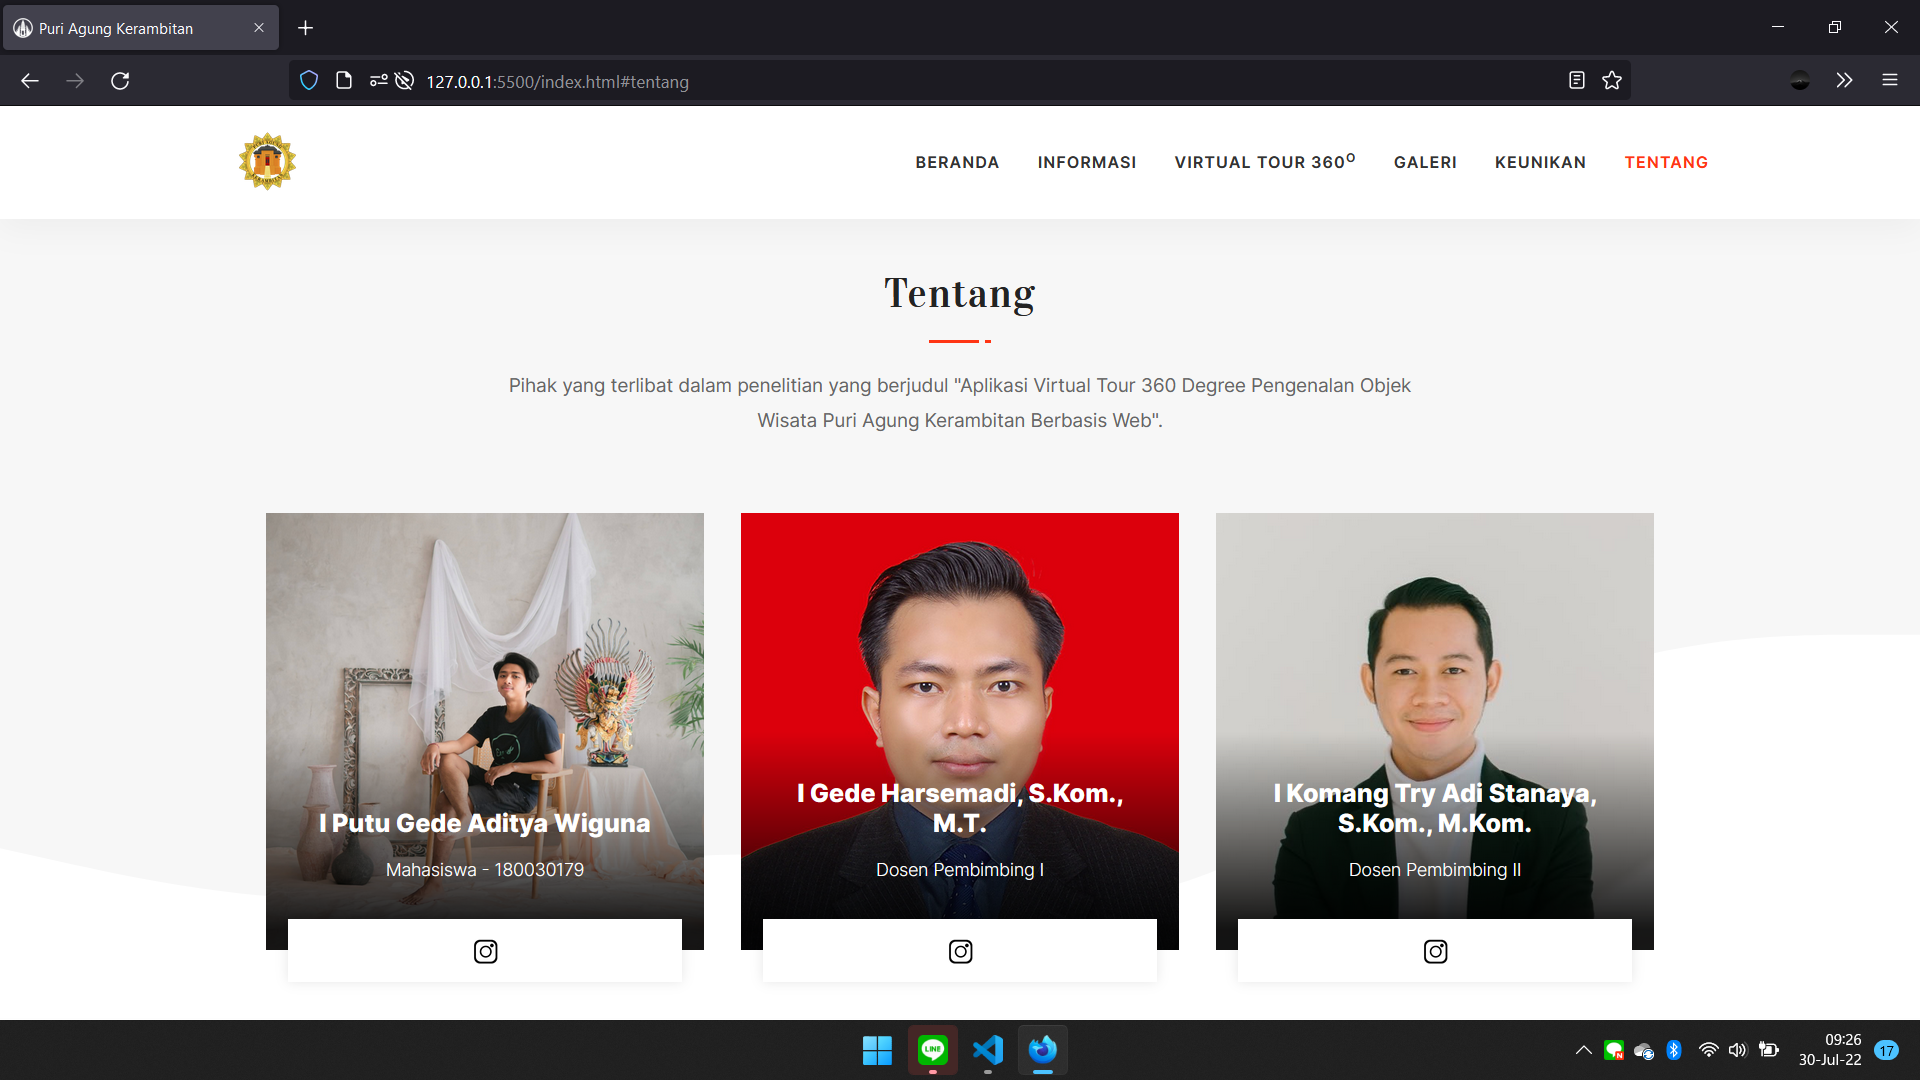 Puri Agung Kerambitan
127.0.0.1:5500/index.html#tentang
BERANDA INFORMASI VIRTUAL TOUR 360O GALERI KEUNIKAN TENTANG
Tentang
Pihak yang terlibat dalam penelitian yang berjudul "Aplikasi Virtual Tour 360 Degree Pengenalan Objek
Wisata Puri Agung Kerambitan Berbasis Web".
I Putu Gede Aditya Wiguna
Mahasiswa - 180030179
I Gede Harsemadi, S.Kom.,
M.T.
Dosen Pembimbing I
I Komang Try Adi Stanaya,
S.Kom., M.Kom.
Dosen Pembimbing II
LINE
N
09:26
30-Jul-22
17